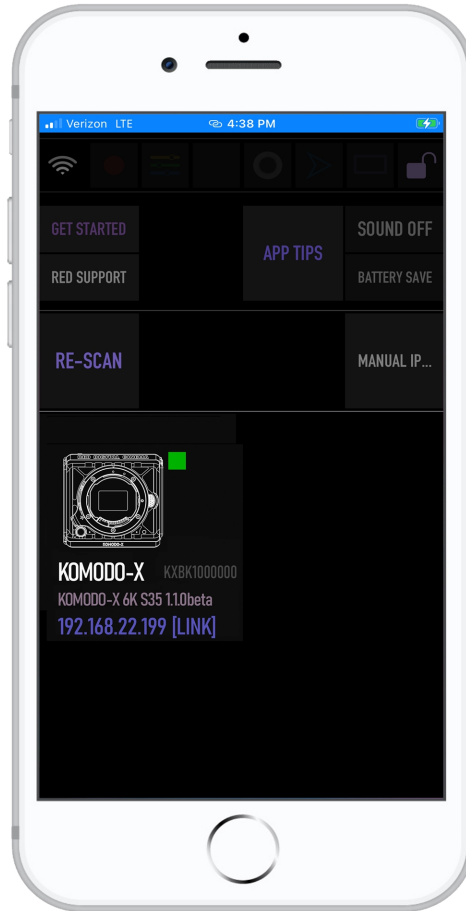 Verizon LTE 4:38 PM
GET STARTED
APP TIPS
SOUND OFF
RED SUPPORT
BATTERY SAVE
RE-SCAN
MANUAL IP...
KOMODO-X
KOMODO-X KXBK1000000
KOMODO-X 6K S35 1.1.0beta
192.168.22.199 [LINK]